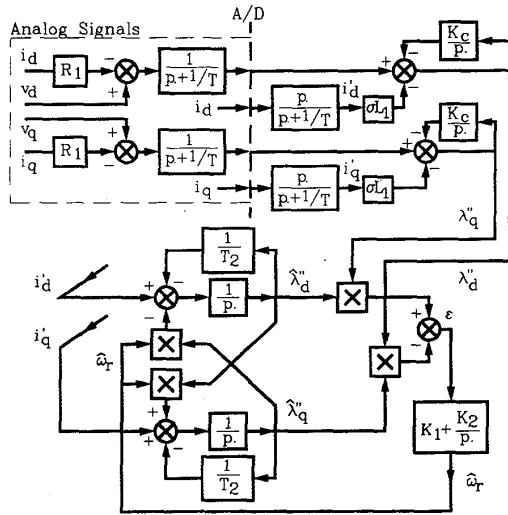 Analog Signals
A/D
i_d
R_1
−
+
1/(p.+1/T)
v_d
v_q
i_q
R_1
+
−
1/(p.+1/T)
i_d
p./(p.+1/T)
i'_d
σL_1
+
−
−
K_c/p.
i_q
p./(p.+1/T)
i'_q
σL_1
+
−
−
K_c/p.
λ''_q
λ''_d
1/T_2
i'_d
+
−
−
1/p.
λ̂''_d
×
i'_q
ω̂_r
×
×
+
−
ε
×
+
+
−
1/p.
λ̂''_q
K_1+K_2/p.
1/T_2
ω̂_r